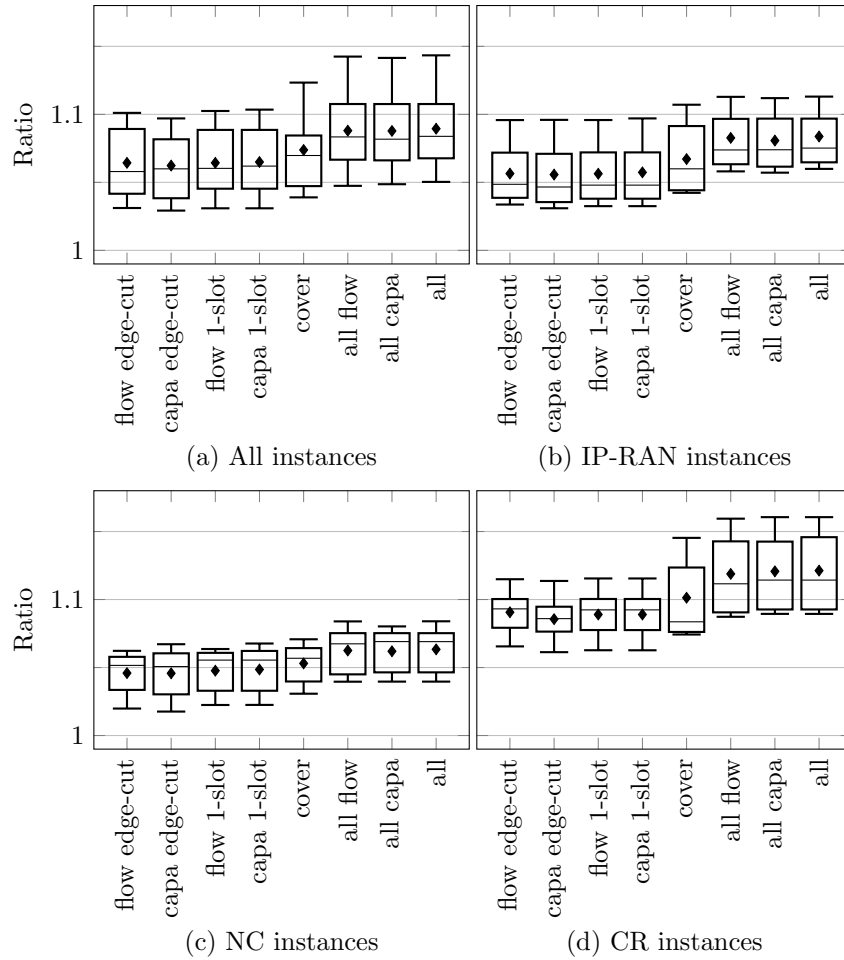 1.1
Ratio
1
flow edge-cut
capa edge-cut
flow 1-slot
capa 1-slot
cover
all flow
all capa
all
(a) All instances
flow edge-cut
capa edge-cut
flow 1-slot
capa 1-slot
cover
all flow
all capa
all
(b) IP-RAN instances
1.1
Ratio
1
flow edge-cut
capa edge-cut
flow 1-slot
capa 1-slot
cover
all flow
all capa
all
(c) NC instances
flow edge-cut
capa edge-cut
flow 1-slot
capa 1-slot
cover
all flow
all capa
all
(d) CR instances